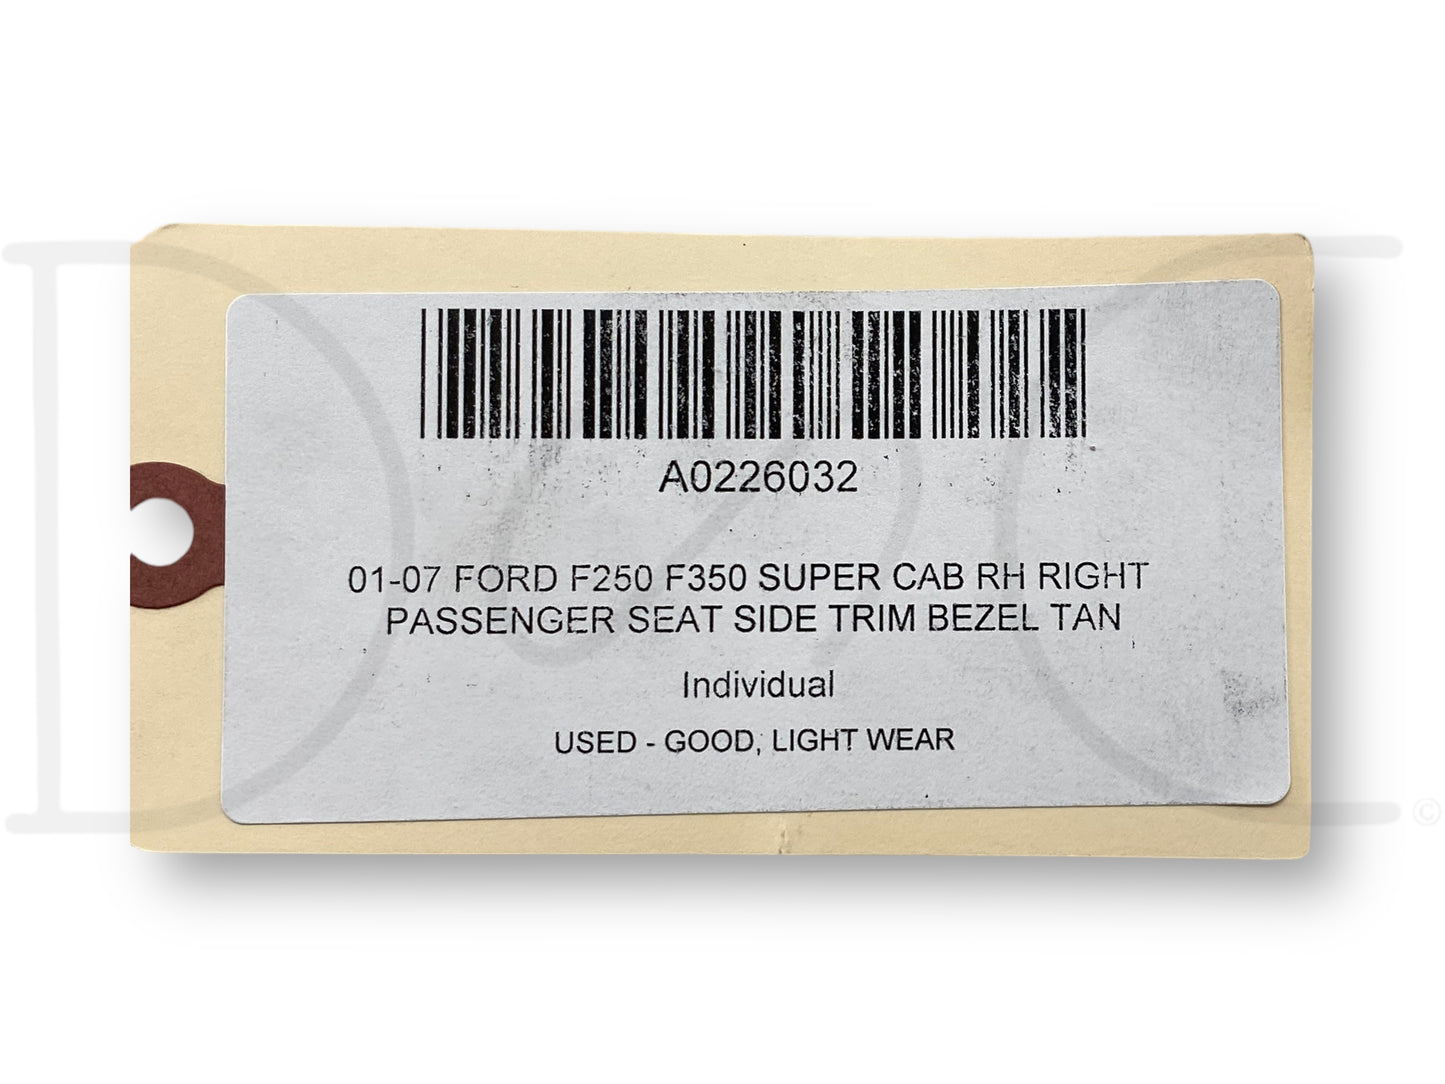 A0226032
01-07 FORD F250 F350 SUPER CAB RH RIGHT
PASSENGER SEAT SIDE TRIM BEZEL TAN
Individual
USED - GOOD, LIGHT WEAR
©